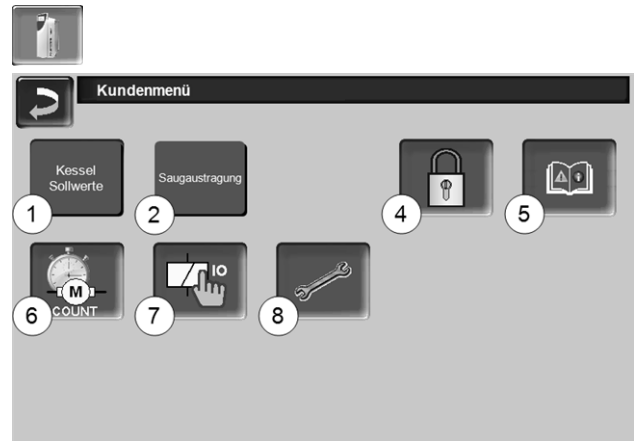 Kundenmenü
Kessel
Sollwerte
Saugaustragung
1
2
4
5
M
IO
COUNT
6
7
8